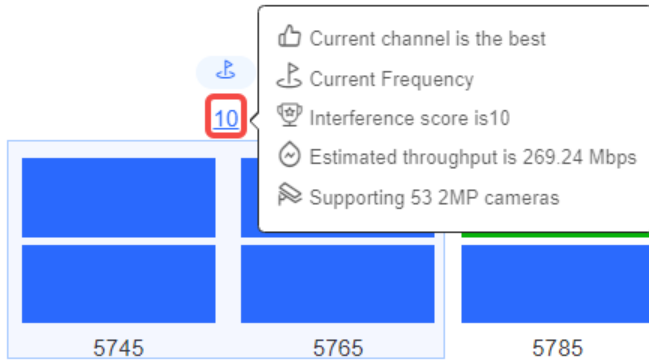 Current channel is the best
Current Frequency
10
Interference score is10
Estimated throughput is 269.24 Mbps
Supporting 53 2MP cameras
5745 5765 5785